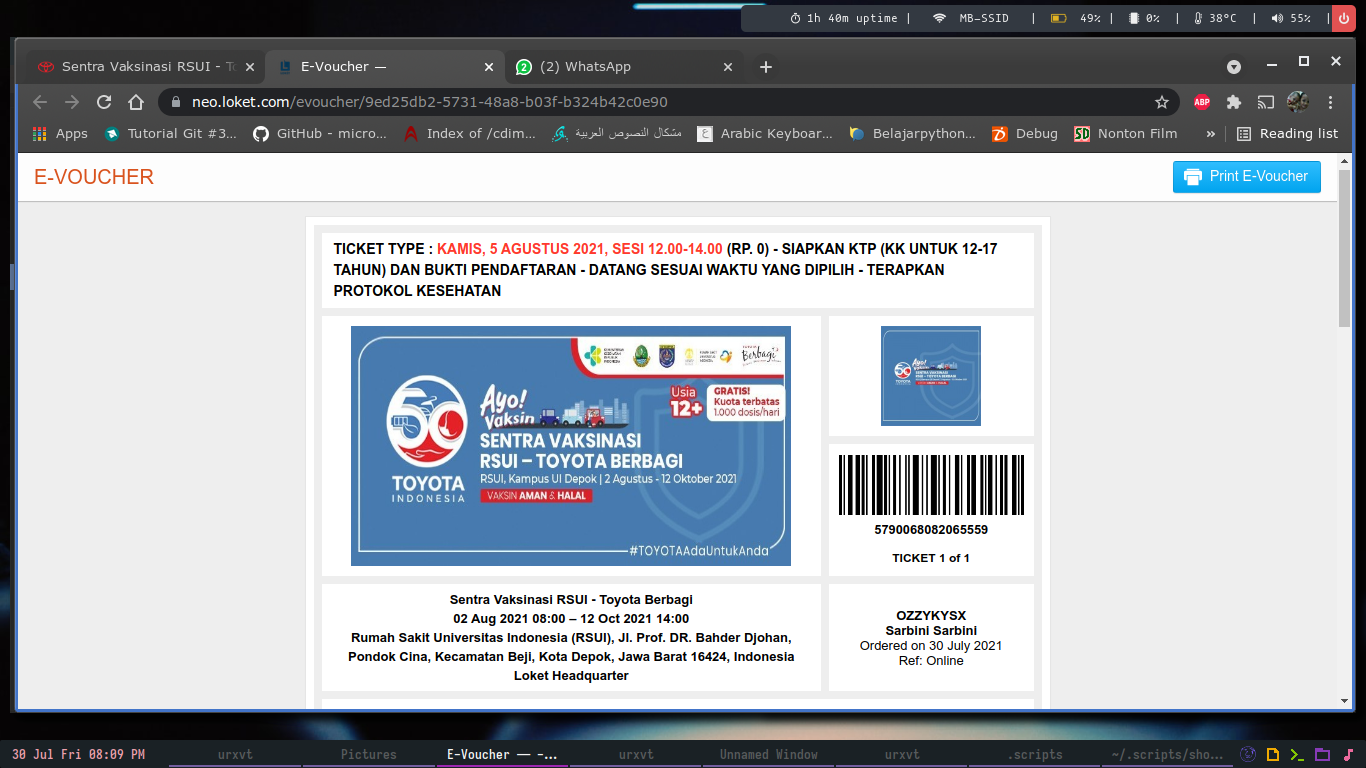 1h 40m uptime | MB-SSID | 49% | 0% | 38°C | 55% |
Sentra Vaksinasi RSUI - To
E-Voucher —
(2) WhatsApp
neo.loket.com/evoucher/9ed25db2-5731-48a8-b03f-b324b42c0e90
ABP
Apps
Tutorial Git #3...
GitHub - micro...
Index of /cdim...
مشكال النصوص العربية
Arabic Keyboar...
Belajarpython...
Debug
Nonton Film
»
Reading list
E-VOUCHER
Print E-Voucher
TICKET TYPE : KAMIS, 5 AGUSTUS 2021, SESI 12.00-14.00 (RP. 0) - SIAPKAN KTP (KK UNTUK 12-17
TAHUN) DAN BUKTI PENDAFTARAN - DATANG SESUAI WAKTU YANG DIPILIH - TERAPKAN
PROTOKOL KESEHATAN
Berbagi
Ayo!
Vaksin
Usia
12+
GRATIS!
Kuota terbatas
1.000 dosis/hari
SENTRA VAKSINASI
RSUI – TOYOTA BERBAGI
RSUI, Kampus UI Depok | 2 Agustus - 12 Oktober 2021
VAKSIN AMAN & HALAL
TOYOTA
INDONESIA
#TOYOTAAdaUntukAnda
5790068082065559
TICKET 1 of 1
Sentra Vaksinasi RSUI - Toyota Berbagi
02 Aug 2021 08:00 – 12 Oct 2021 14:00
Rumah Sakit Universitas Indonesia (RSUI), Jl. Prof. DR. Bahder Djohan,
Pondok Cina, Kecamatan Beji, Kota Depok, Jawa Barat 16424, Indonesia
Loket Headquarter
OZZYKYSX
Sarbini Sarbini
Ordered on 30 July 2021
Ref: Online
30 Jul Fri 08:09 PM
urxvt
Pictures
E-Voucher —— -...
urxvt
Unnamed Window
urxvt
.scripts
~/.scripts/sho...